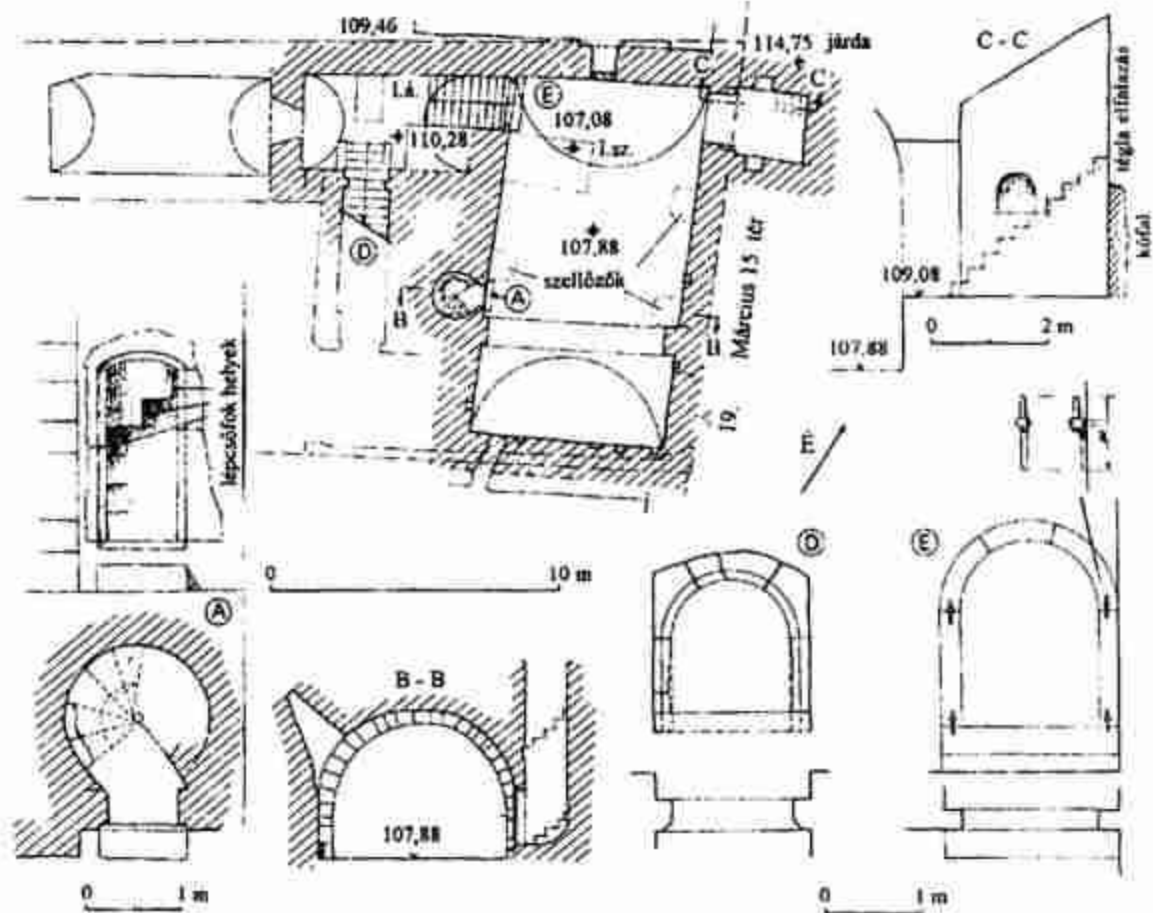 109,46
114,75 járda
C - C
C
C
E
107,08
1.sz.
110,28
D
107,88
szellőzők
A
B
Március 15 tér
19.
tégla elfalazás
kőfal
109,08
0 2 m
107,88
lépcsőfok helyek
É
0 10 m
A
D
E
B - B
107,88
0 1 m
0 1 m